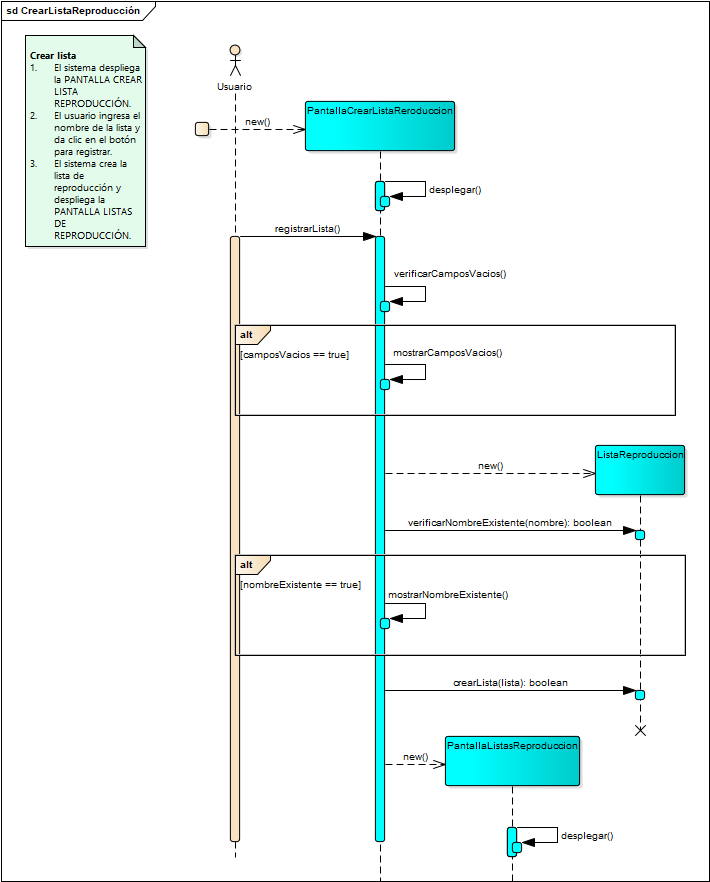 sd CrearListaReproducción
Crear lista
1. El sistema despliega
la PANTALLA CREAR
LISTA
REPRODUCCIÓN.
2. El usuario ingresa el
nombre de la lista y
da clic en el botón
para registrar.
3. El sistema crea la
lista de
reproducción y
despliega la
PANTALLA LISTAS
DE
REPRODUCCIÓN.
Usuario
new()
PantallaCrearListaReroduccion
desplegar()
registrarLista()
verificarCamposVacios()
alt
[camposVacios == true]
mostrarCamposVacios()
ListaReproduccion
new()
verificarNombreExistente(nombre): boolean
alt
[nombreExistente == true]
mostrarNombreExistente()
crearLista(lista): boolean
PantallaListasReproduccion
new()
desplegar()